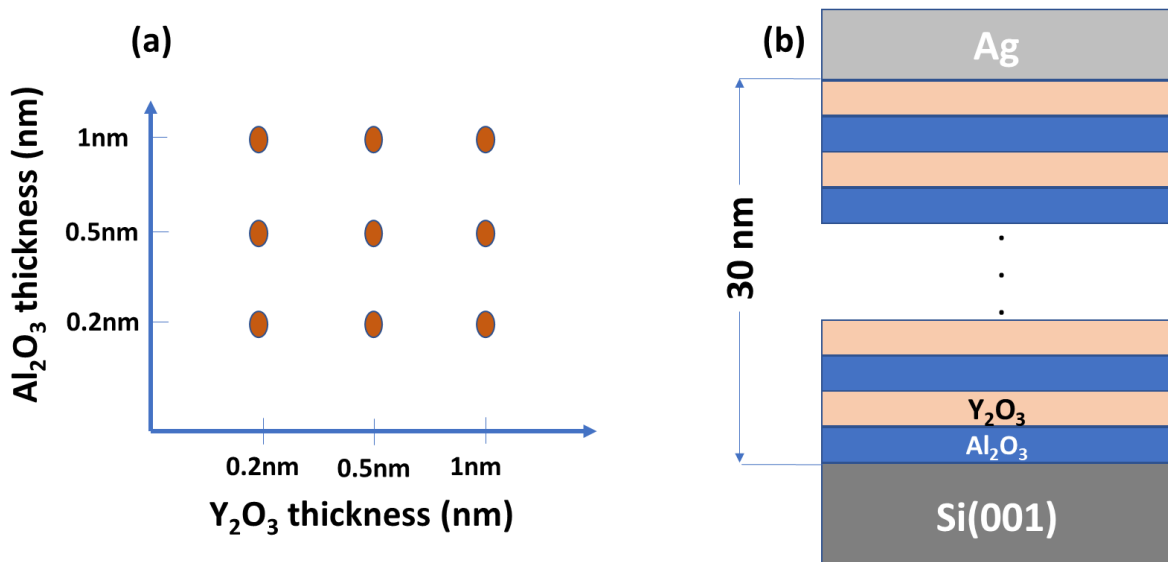 (a)
Al₂O₃ thickness (nm)
1nm
0.5nm
0.2nm
0.2nm
0.5nm
1nm
Y₂O₃ thickness (nm)
(b)
Ag
30 nm
Y₂O₃
Al₂O₃
Si(001)